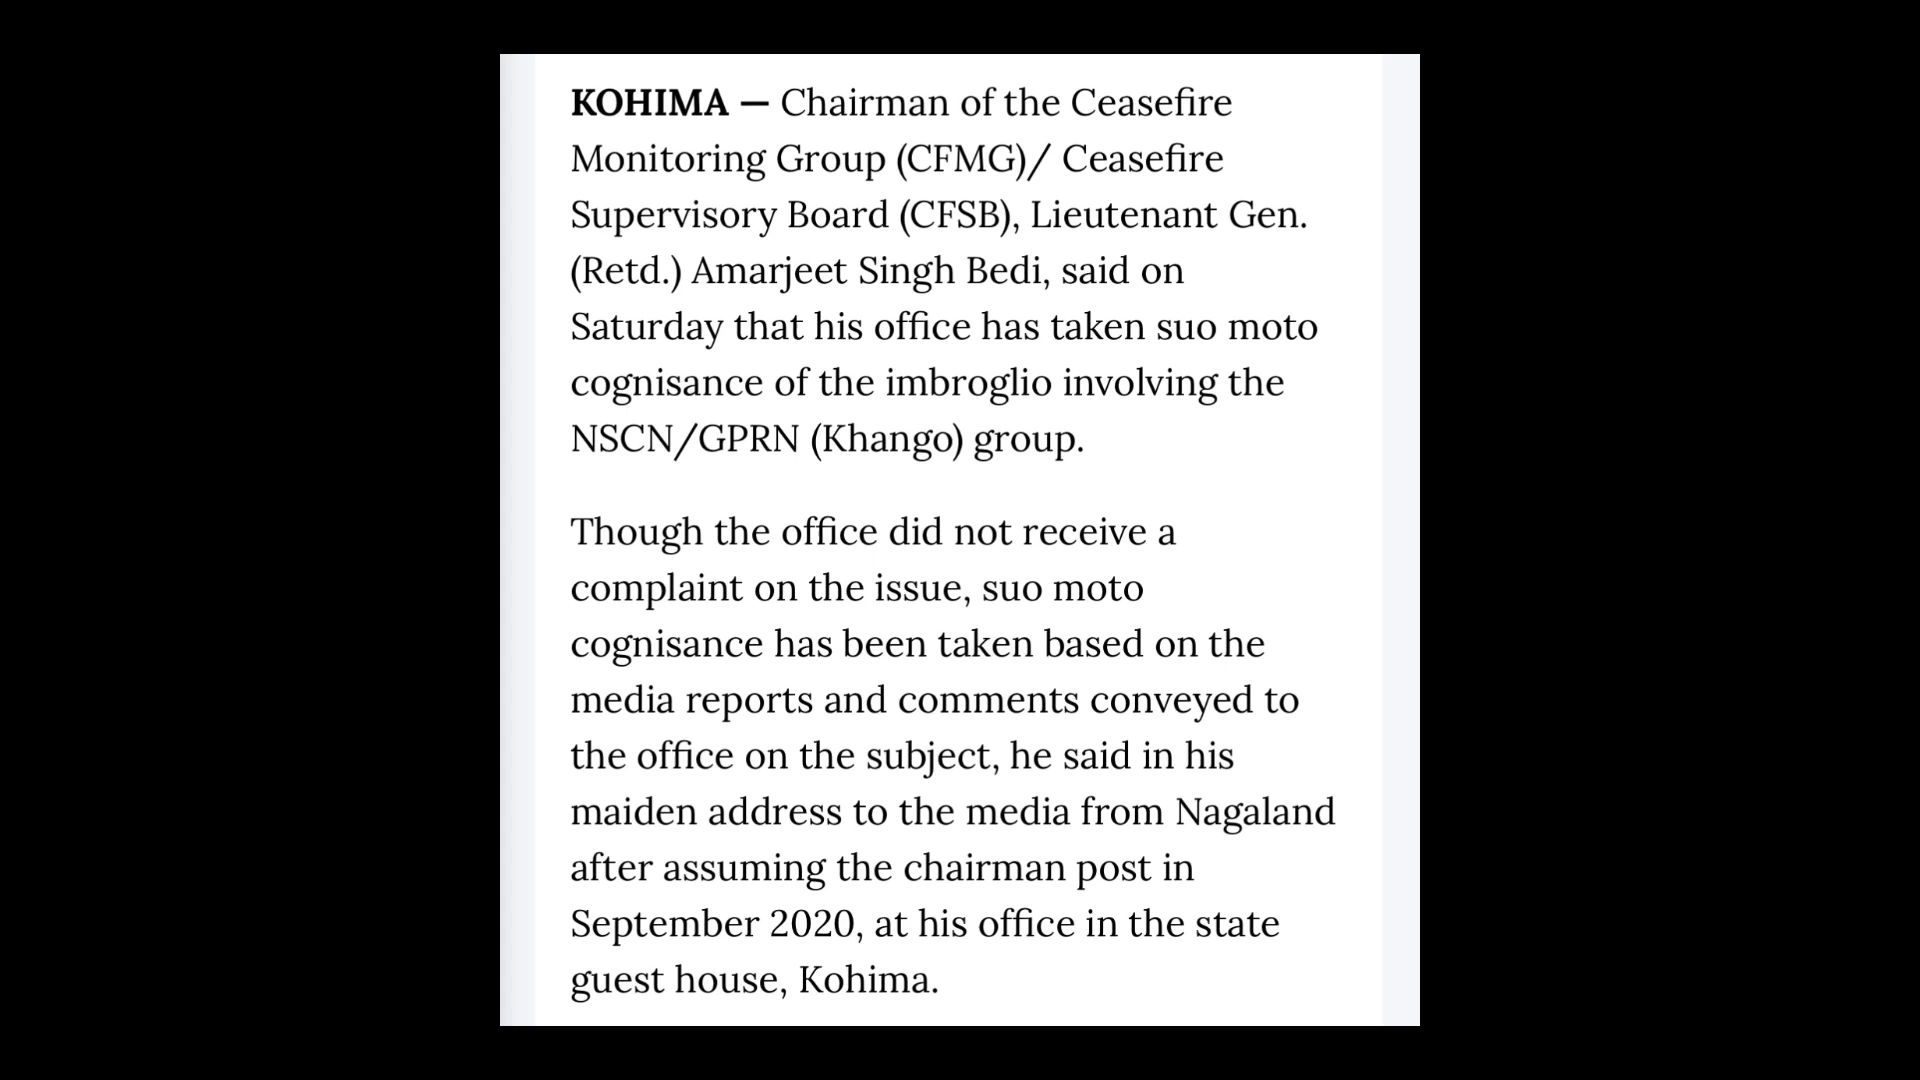 KOHIMA — Chairman of the Ceasefire
Monitoring Group (CFMG)/ Ceasefire
Supervisory Board (CFSB), Lieutenant Gen.
(Retd.) Amarjeet Singh Bedi, said on
Saturday that his office has taken suo moto
cognisance of the imbroglio involving the
NSCN/GPRN (Khango) group.
Though the office did not receive a
complaint on the issue, suo moto
cognisance has been taken based on the
media reports and comments conveyed to
the office on the subject, he said in his
maiden address to the media from Nagaland
after assuming the chairman post in
September 2020, at his office in the state
guest house, Kohima.